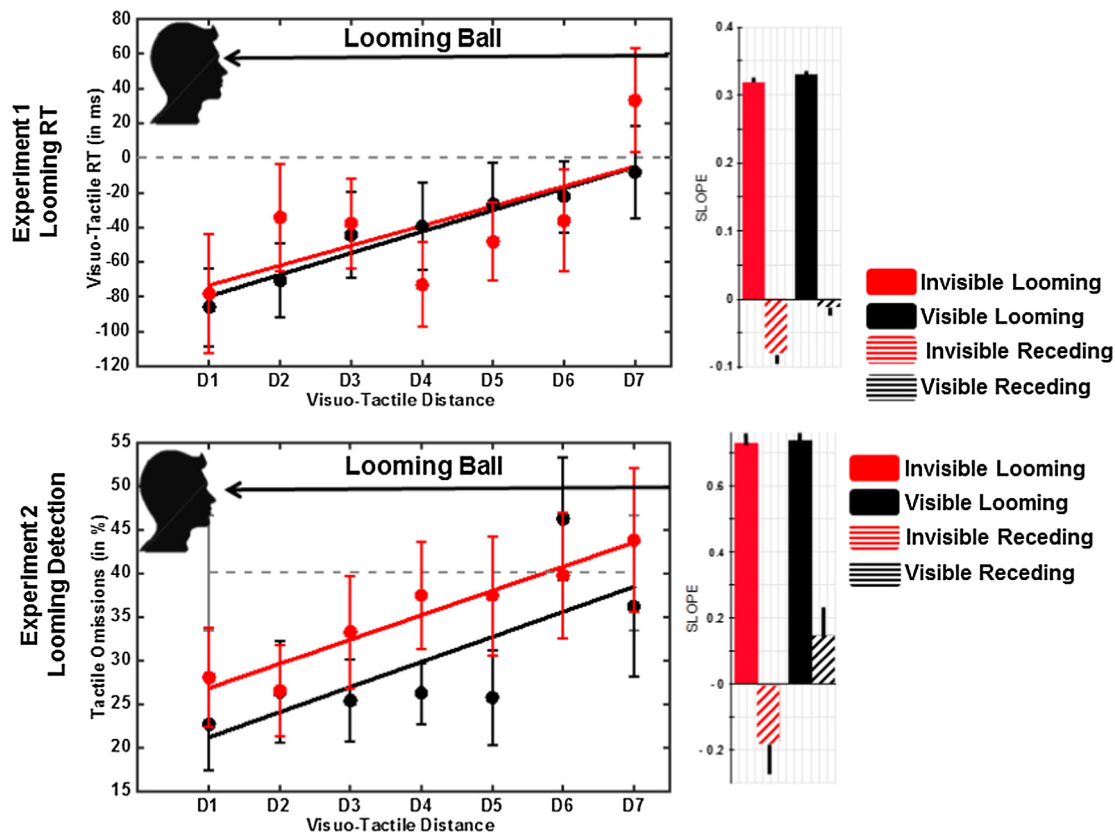 Experiment 1
Looming RT
Visuo-Tactile RT (in ms)
80
60
40
20
0
-20
-40
-60
-80
-100
-120
Looming Ball
D1 D2 D3 D4 D5 D6 D7
Visuo-Tactile Distance
SLOPE
0.4
0.3
0.2
0.1
0
-0.1
Invisible Looming
Visible Looming
Invisible Receding
Visible Receding
Experiment 2
Looming Detection
Tactile Omissions (in %)
55
50
45
40
35
30
25
20
15
Looming Ball
D1 D2 D3 D4 D5 D6 D7
Visuo-Tactile Distance
SLOPE
0.6
0.4
0.2
-0
-0.2
Invisible Looming
Visible Looming
Invisible Receding
Visible Receding